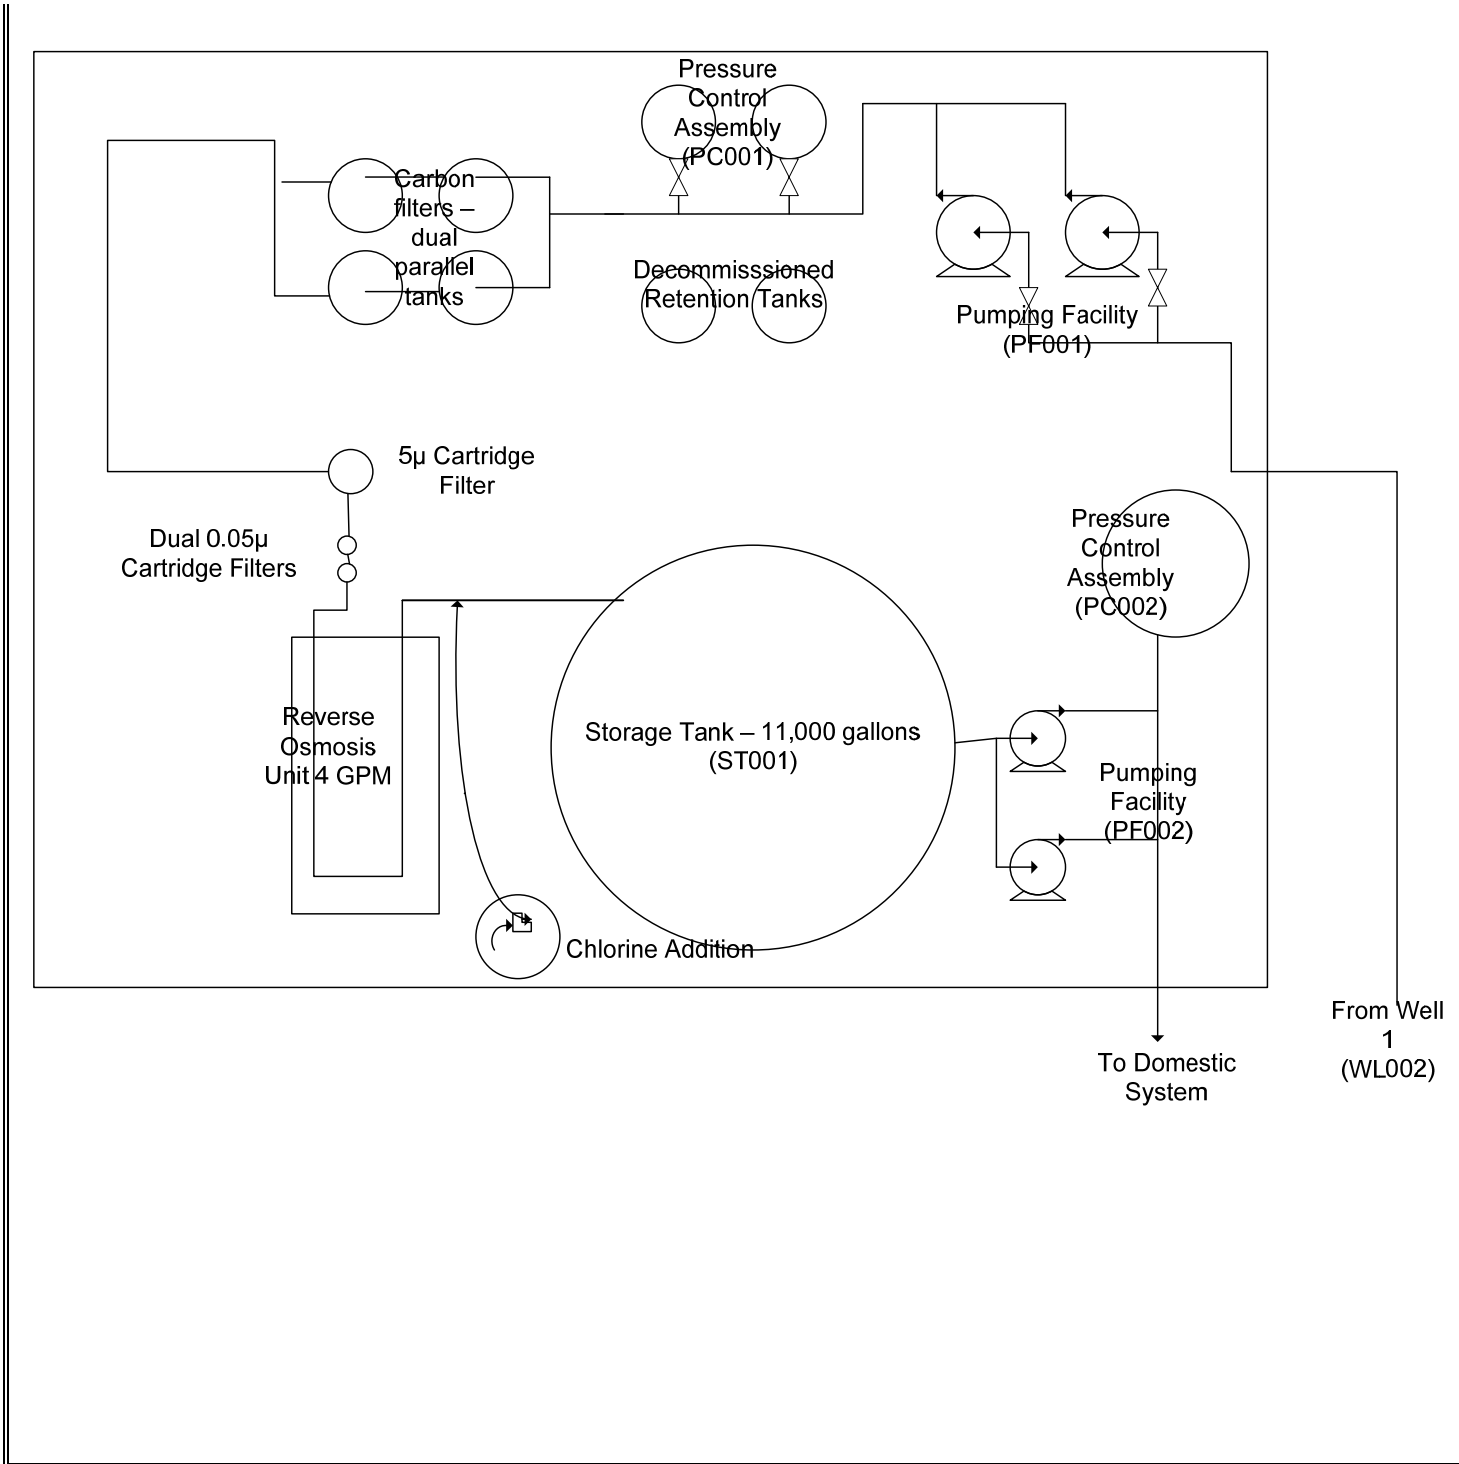 Pressure
Control
Assembly
(PC001)
Carbon
filters –
dual
parallel
tanks
Decommisssioned
Retention Tanks
Pumping Facility
(PF001)
5µ Cartridge
Filter
Dual 0.05µ
Cartridge Filters
Pressure
Control
Assembly
(PC002)
Reverse
Osmosis
Unit 4 GPM
Storage Tank – 11,000 gallons
(ST001)
Pumping
Facility
(PF002)
Chlorine Addition
From Well
1
(WL002)
To Domestic
System